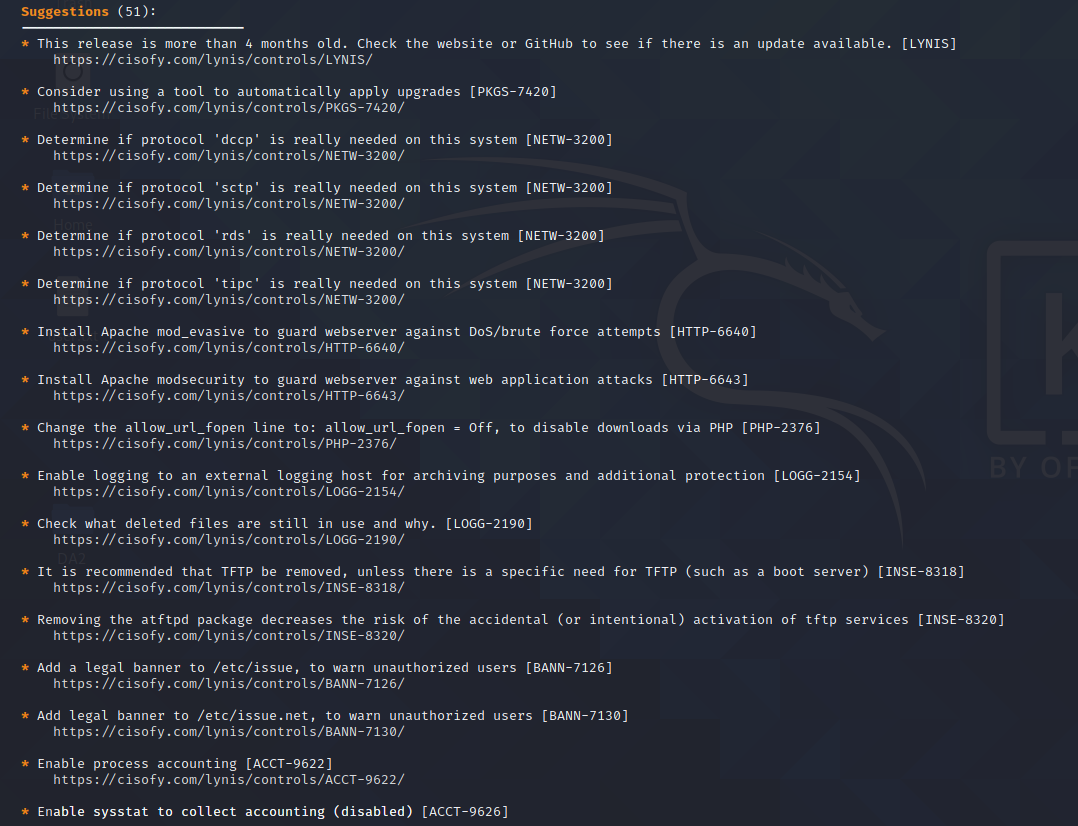 Suggestions (51):
* This release is more than 4 months old. Check the website or GitHub to see if there is an update available. [LYNIS]
https://cisofy.com/lynis/controls/LYNIS/
* Consider using a tool to automatically apply upgrades [PKGS-7420]
https://cisofy.com/lynis/controls/PKGS-7420/
* Determine if protocol 'dccp' is really needed on this system [NETW-3200]
https://cisofy.com/lynis/controls/NETW-3200/
* Determine if protocol 'sctp' is really needed on this system [NETW-3200]
https://cisofy.com/lynis/controls/NETW-3200/
* Determine if protocol 'rds' is really needed on this system [NETW-3200]
https://cisofy.com/lynis/controls/NETW-3200/
* Determine if protocol 'tipc' is really needed on this system [NETW-3200]
https://cisofy.com/lynis/controls/NETW-3200/
* Install Apache mod_evasive to guard webserver against DoS/brute force attempts [HTTP-6640]
https://cisofy.com/lynis/controls/HTTP-6640/
* Install Apache modsecurity to guard webserver against web application attacks [HTTP-6643]
https://cisofy.com/lynis/controls/HTTP-6643/
* Change the allow_url_fopen line to: allow_url_fopen = Off, to disable downloads via PHP [PHP-2376]
https://cisofy.com/lynis/controls/PHP-2376/
* Enable logging to an external logging host for archiving purposes and additional protection [LOGG-2154]
https://cisofy.com/lynis/controls/LOGG-2154/
* Check what deleted files are still in use and why. [LOGG-2190]
https://cisofy.com/lynis/controls/LOGG-2190/
* It is recommended that TFTP be removed, unless there is a specific need for TFTP (such as a boot server) [INSE-8318]
https://cisofy.com/lynis/controls/INSE-8318/
* Removing the atftpd package decreases the risk of the accidental (or intentional) activation of tftp services [INSE-8320]
https://cisofy.com/lynis/controls/INSE-8320/
* Add a legal banner to /etc/issue, to warn unauthorized users [BANN-7126]
https://cisofy.com/lynis/controls/BANN-7126/
* Add legal banner to /etc/issue.net, to warn unauthorized users [BANN-7130]
https://cisofy.com/lynis/controls/BANN-7130/
* Enable process accounting [ACCT-9622]
https://cisofy.com/lynis/controls/ACCT-9622/
* Enable sysstat to collect accounting (disabled) [ACCT-9626]
File System
Home
DA2
BY OF